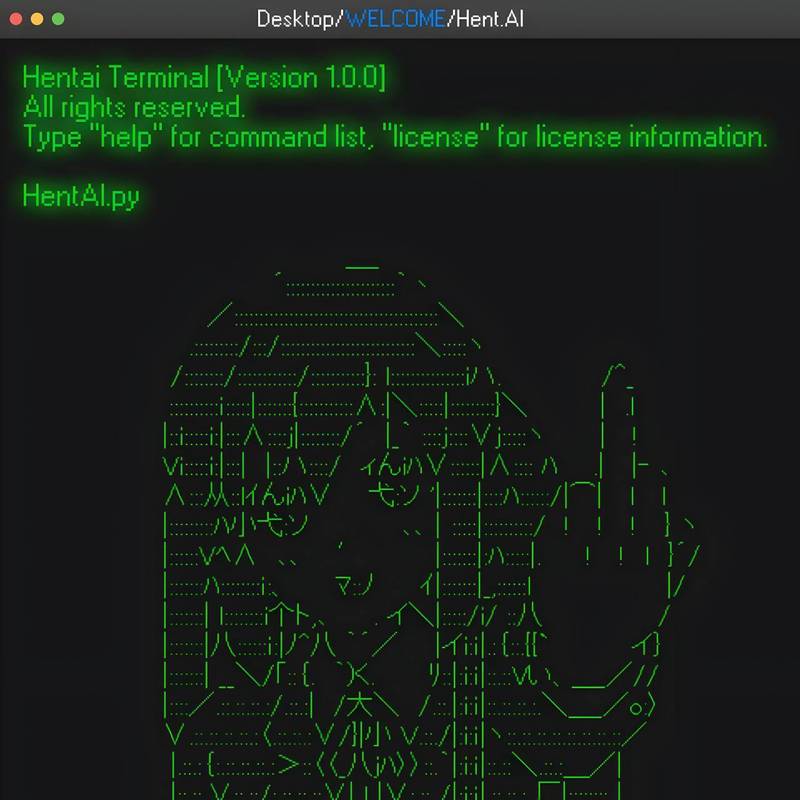 Desktop/WELCOME/Hent.AI
Hentai Terminal [Version 1.0.0]
All rights reserved.
Type "help" for command list, "license" for license information.
HentAI.py